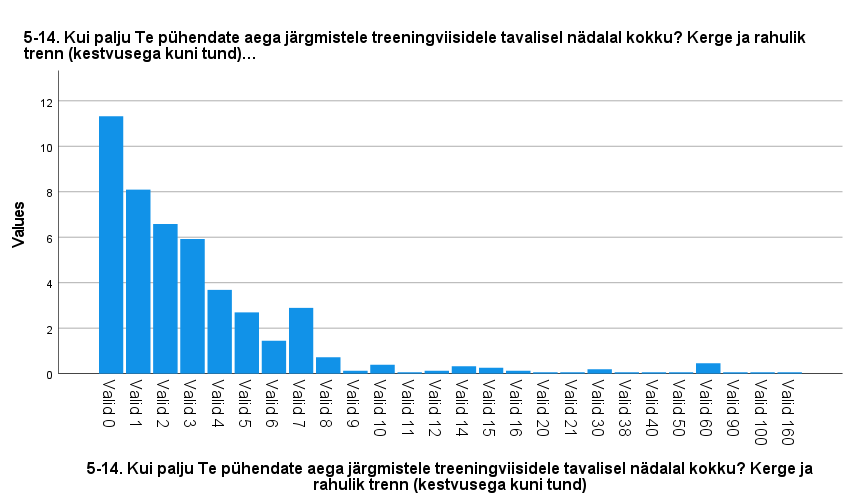 5-14. Kui palju Te pühendate aega järgmistele treeningviisidele tavalisel nädalal kokku? Kerge ja rahulik
trenn (kestvusega kuni tund)...
12
10
8
6
4
2
0
Values
Valid 0
Valid 1
Valid 2
Valid 3
Valid 4
Valid 5
Valid 6
Valid 7
Valid 8
Valid 9
Valid 10
Valid 11
Valid 12
Valid 14
Valid 15
Valid 16
Valid 20
Valid 21
Valid 30
Valid 38
Valid 40
Valid 50
Valid 60
Valid 90
Valid 100
Valid 160
5-14. Kui palju Te pühendate aega järgmistele treeningviisidele tavalisel nädalal kokku? Kerge ja
rahulik trenn (kestvusega kuni tund)